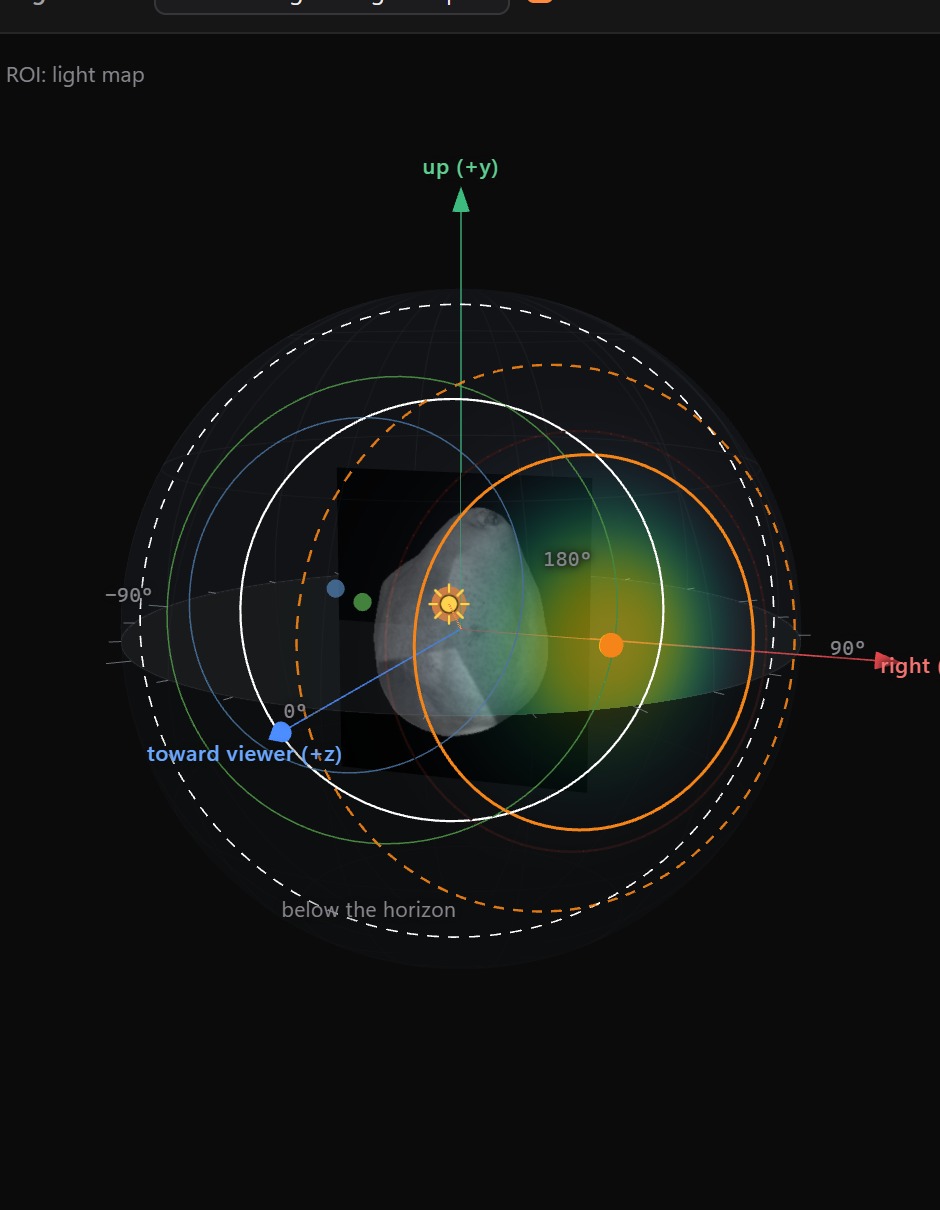 ROI: light map
up (+y)
180°
−90°
90°
right (
0°
toward viewer (+z)
below the horizon